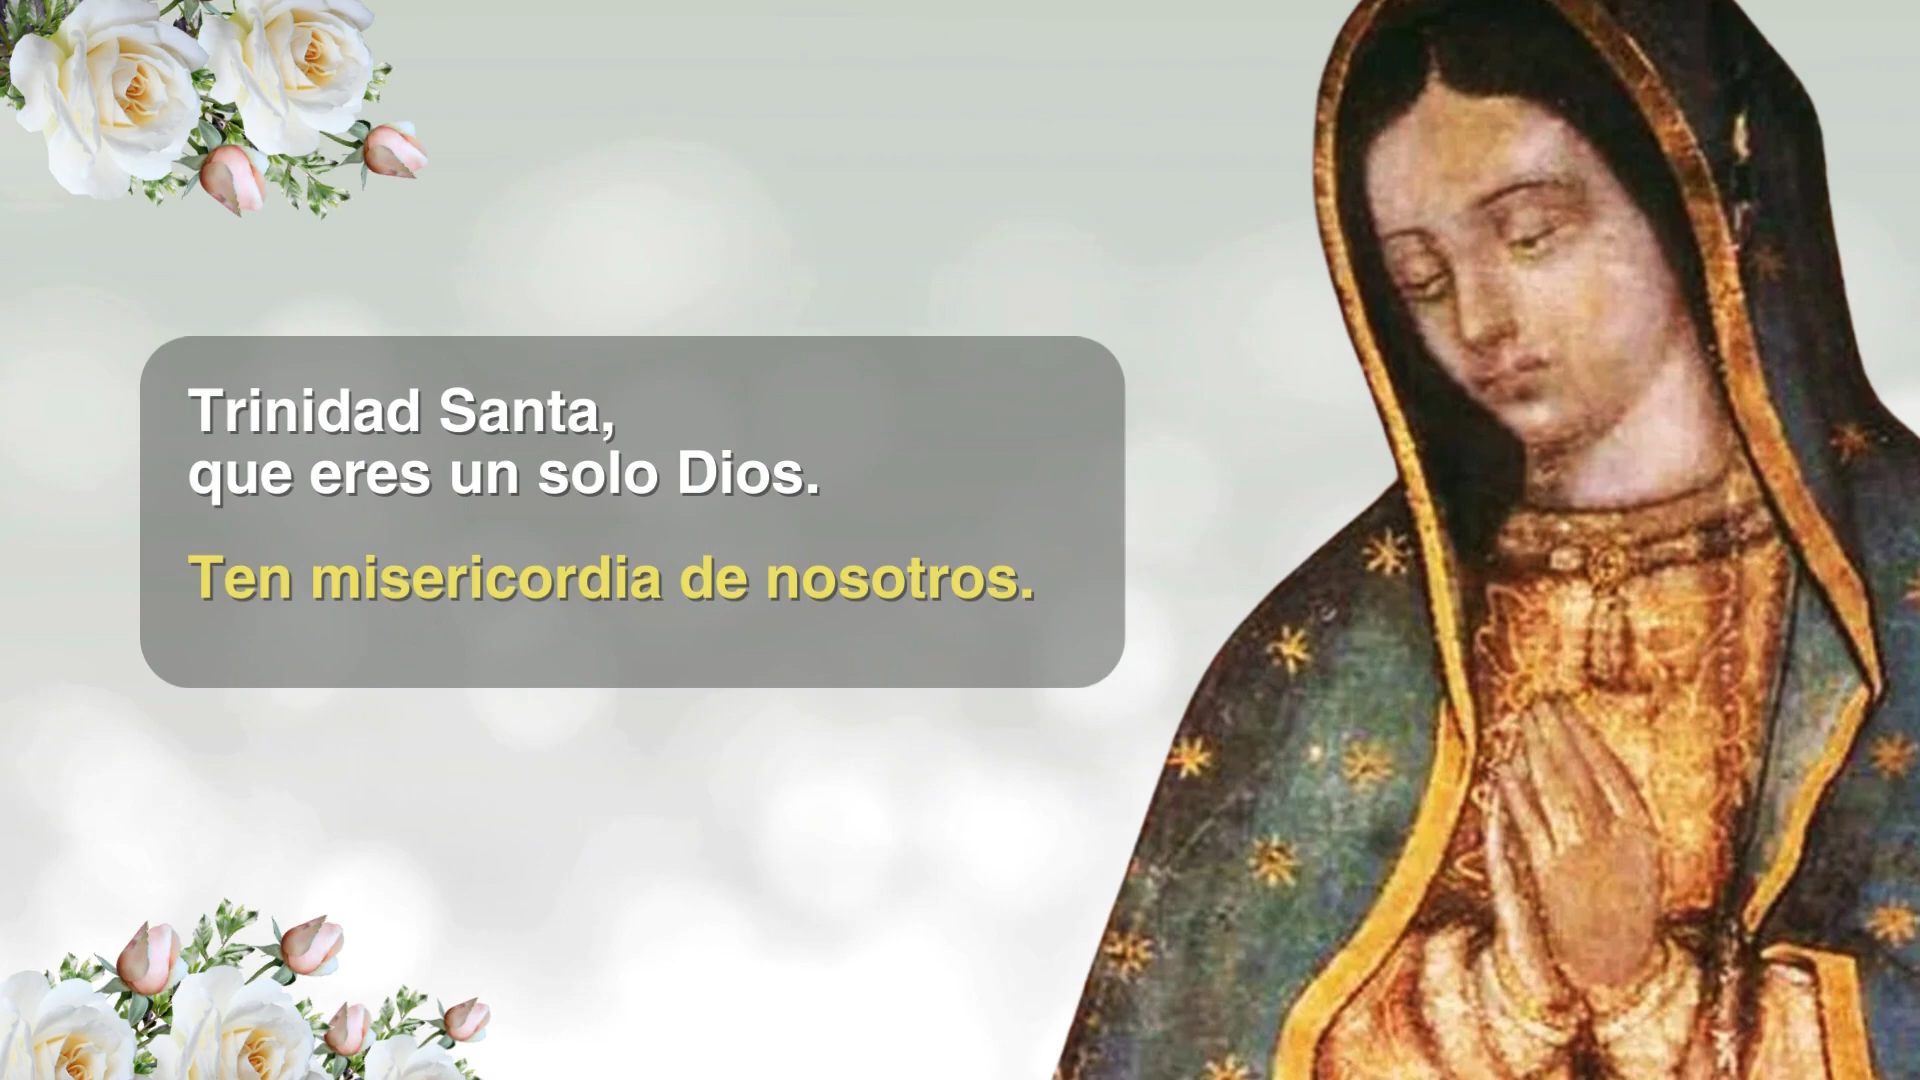 Trinidad Santa,
que eres un solo Dios.
Ten misericordia de nosotros.